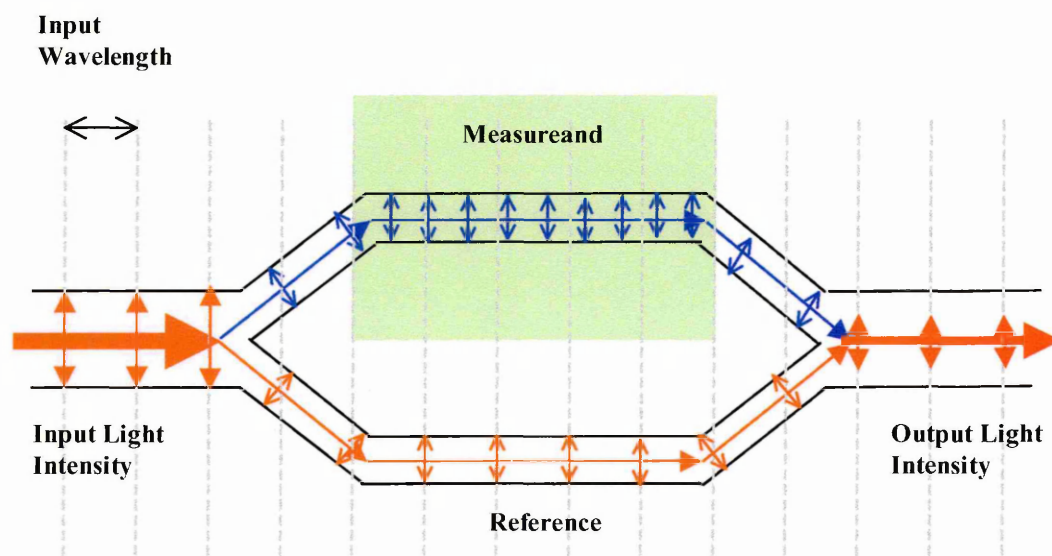 Input
Wavelength
Measureand
Input Light
Intensity
Output Light
Intensity
Reference